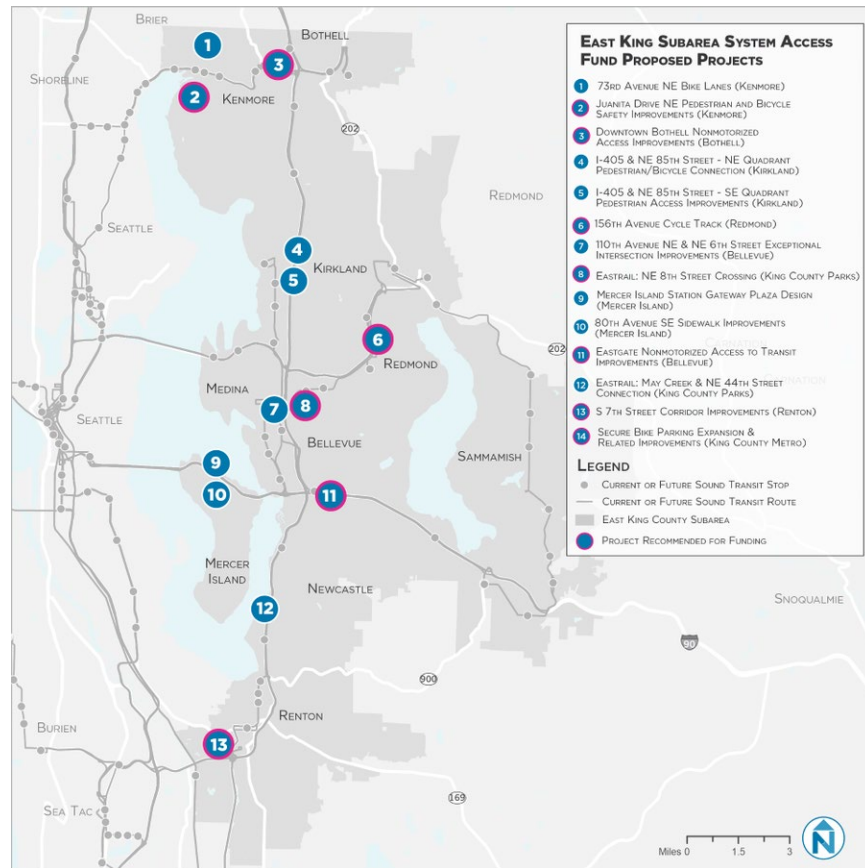 East King Subarea System Access
Fund Proposed Projects
1 73rd Avenue NE Bike Lanes (Kenmore)
2 Juanita Drive NE Pedestrian and Bicycle
Safety Improvements (Kenmore)
3 Downtown Bothell Nonmotorized
Access Improvements (Bothell)
4 I-405 & NE 85th Street - NE Quadrant
Pedestrian/Bicycle Connection (Kirkland)
5 I-405 & NE 85th Street - SE Quadrant
Pedestrian Access Improvements (Kirkland)
6 156th Avenue Cycle Track (Redmond)
7 110th Avenue NE & NE 6th Street Exceptional
Intersection Improvements (Bellevue)
8 Eastrail: NE 8th Street Crossing (King County Parks)
9 Mercer Island Station Gateway Plaza Design
(Mercer Island)
10 80th Avenue SE Sidewalk Improvements
(Mercer Island)
11 Eastgate Nonmotorized Access to Transit
Improvements (Bellevue)
12 Eastrail: May Creek & NE 44th Street
Connection (King County Parks)
13 S 7th Street Corridor Improvements (Renton)
14 Secure Bike Parking Expansion &
Related Improvements (King County Metro)
Legend
Current or Future Sound Transit Stop
Current or Future Sound Transit Route
East King County Subarea
Project Recommended for Funding
Brier
1
Bothell
3
Shoreline
2
Kenmore
202
Redmond
Seattle
4
Kirkland
5
6
202
Redmond
Medina
7
8
Seattle
Bellevue
9
Sammamish
10
11
Mercer
Island
Newcastle
12
Snoqualmie
90
900
Renton
Burien
13
169
Sea Tac
Miles 0 1.5 3
N